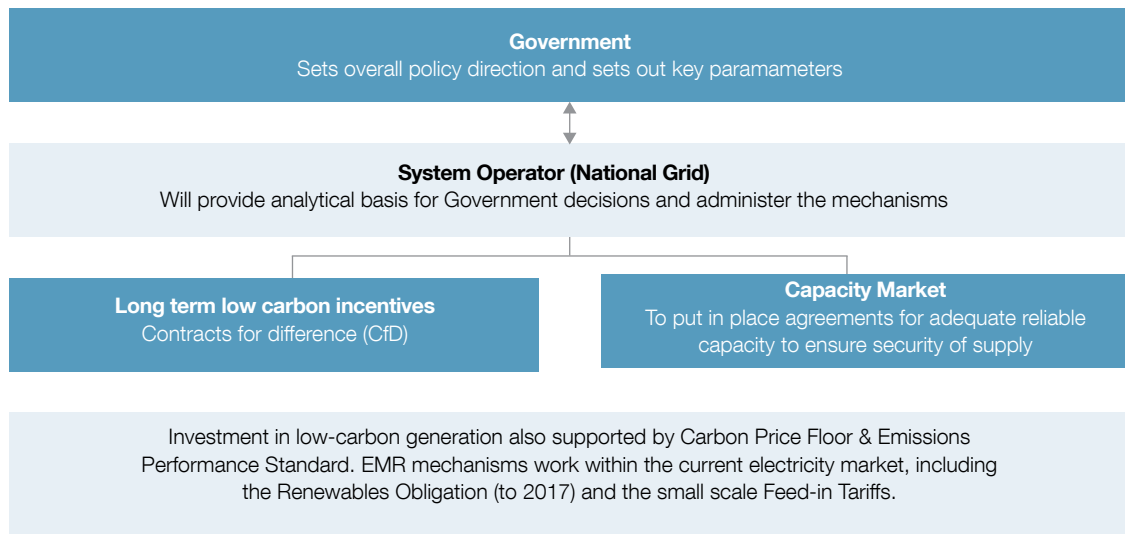 Government
Sets overall policy direction and sets out key paramameters
System Operator (National Grid)
Will provide analytical basis for Government decisions and administer the mechanisms
Long term low carbon incentives
Contracts for difference (CfD)
Capacity Market
To put in place agreements for adequate reliable
capacity to ensure security of supply
Investment in low-carbon generation also supported by Carbon Price Floor & Emissions
Performance Standard. EMR mechanisms work within the current electricity market, including
the Renewables Obligation (to 2017) and the small scale Feed-in Tariffs.